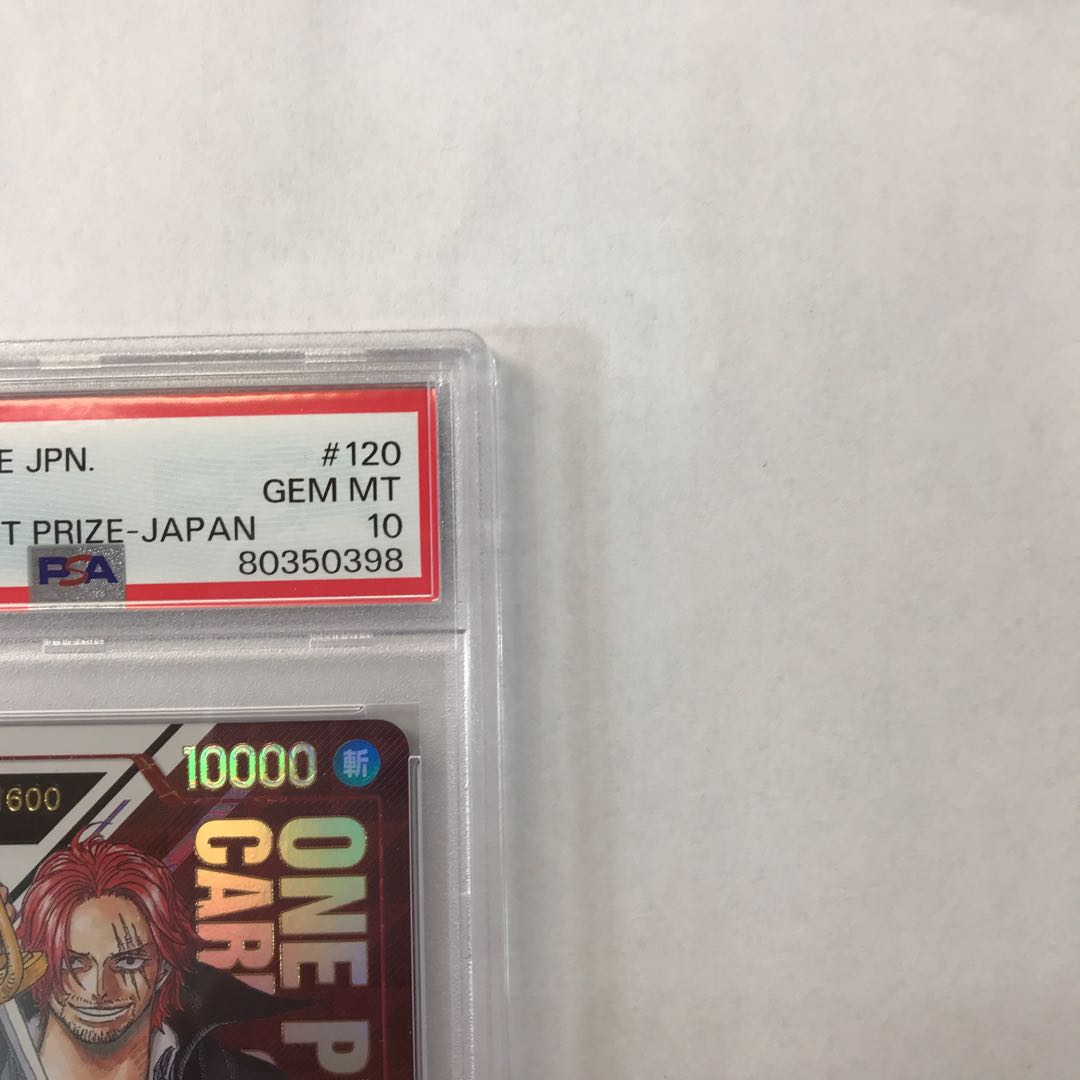 E JPN.
#120
GEM MT
T PRIZE-JAPAN
10
PSA
80350398
600
10000
斬
ONE P
CAR